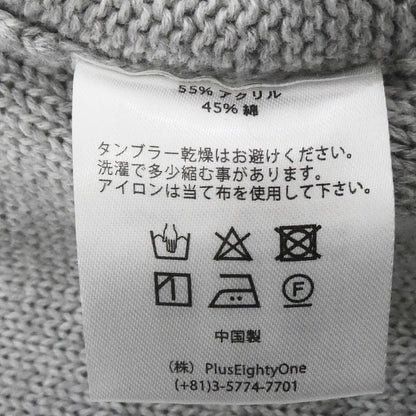 55% アクリル
45% 綿
タンブラー乾燥はお避けください。
洗濯で多少縮む事があります。
アイロンは当て布を使用して下さい。
F
中国製
（株） PlusEightyOne
(+81)3-5774-7701